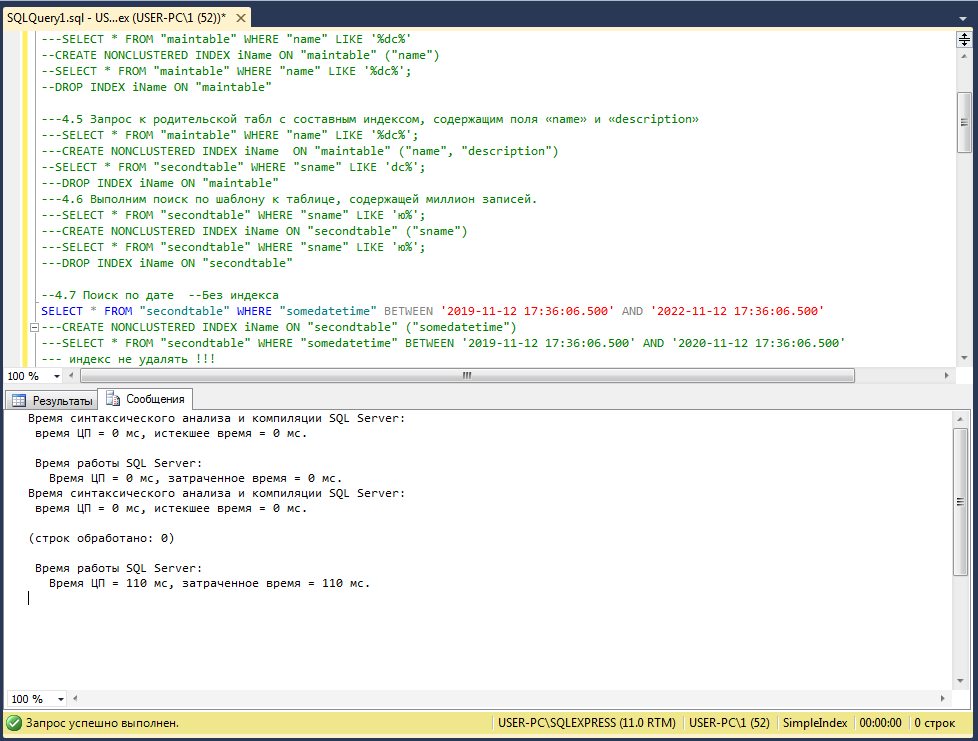 SQLQuery1.sql - US...ex (USER-PC\1 (52))*
---SELECT * FROM "maintable" WHERE "name" LIKE '%dc%'
--CREATE NONCLUSTERED INDEX iName ON "maintable" ("name")
--SELECT * FROM "maintable" WHERE "name" LIKE '%dc%';
--DROP INDEX iName ON "maintable"
---4.5 Запрос к родительской табл с составным индексом, содержащим поля «name» и «description»
---SELECT * FROM "maintable" WHERE "name" LIKE '%dc%';
---CREATE NONCLUSTERED INDEX iName  ON "maintable" ("name", "description")
--SELECT * FROM "secondtable" WHERE "sname" LIKE 'dc%';
---DROP INDEX iName ON "maintable"
---4.6 Выполним поиск по шаблону к таблице, содержащей миллион записей.
---SELECT * FROM "secondtable" WHERE "sname" LIKE 'ю%';
---CREATE NONCLUSTERED INDEX iName ON "secondtable" ("sname")
---SELECT * FROM "secondtable" WHERE "sname" LIKE 'ю%';
---DROP INDEX iName ON "secondtable"
--4.7 Поиск по дате  --Без индекса
SELECT * FROM "secondtable" WHERE "somedatetime" BETWEEN '2019-11-12 17:36:06.500' AND '2022-11-12 17:36:06.500'
---CREATE NONCLUSTERED INDEX iName ON "secondtable" ("somedatetime")
---SELECT * FROM "secondtable" WHERE "somedatetime" BETWEEN '2019-11-12 17:36:06.500' AND '2020-11-12 17:36:06.500'
--- индекс не удалять !!!
100 %
Результаты Сообщения
Время синтаксического анализа и компиляции SQL Server:
время ЦП = 0 мс, истекшее время = 0 мс.
Время работы SQL Server:
Время ЦП = 0 мс, затраченное время = 0 мс.
Время синтаксического анализа и компиляции SQL Server:
время ЦП = 0 мс, истекшее время = 0 мс.
(строк обработано: 0)
Время работы SQL Server:
Время ЦП = 110 мс, затраченное время = 110 мс.
100 %
Запрос успешно выполнен. USER-PC\SQLEXPRESS (11.0 RTM) USER-PC\1 (52) SimpleIndex 00:00:00 0 строк